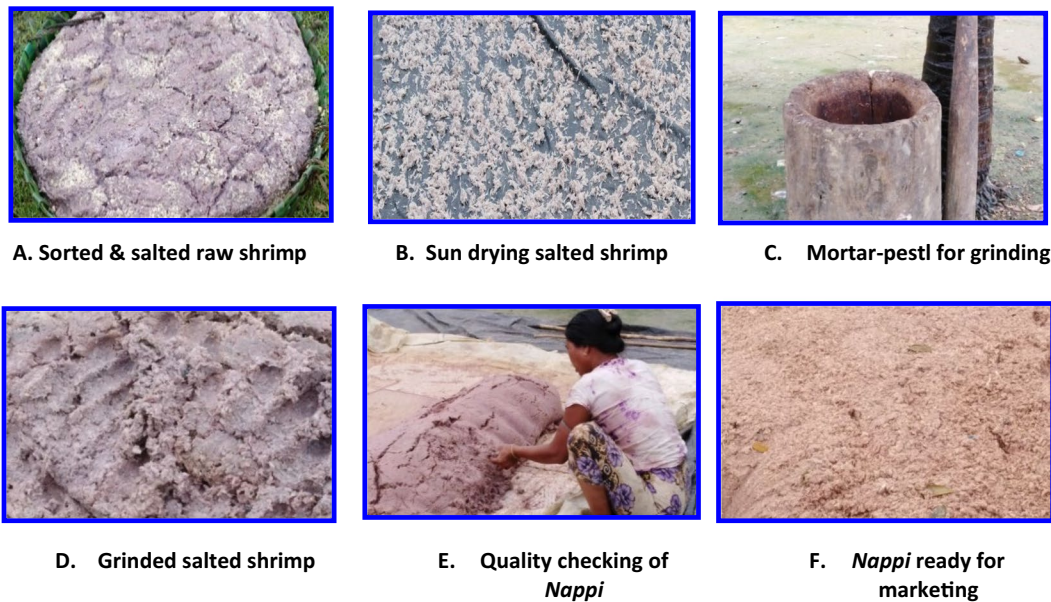 A. Sorted & salted raw shrimp
B. Sun drying salted shrimp
C. Mortar-pestl for grinding
D. Grinded salted shrimp
E. Quality checking of
Nappi
F. Nappi ready for
marketing